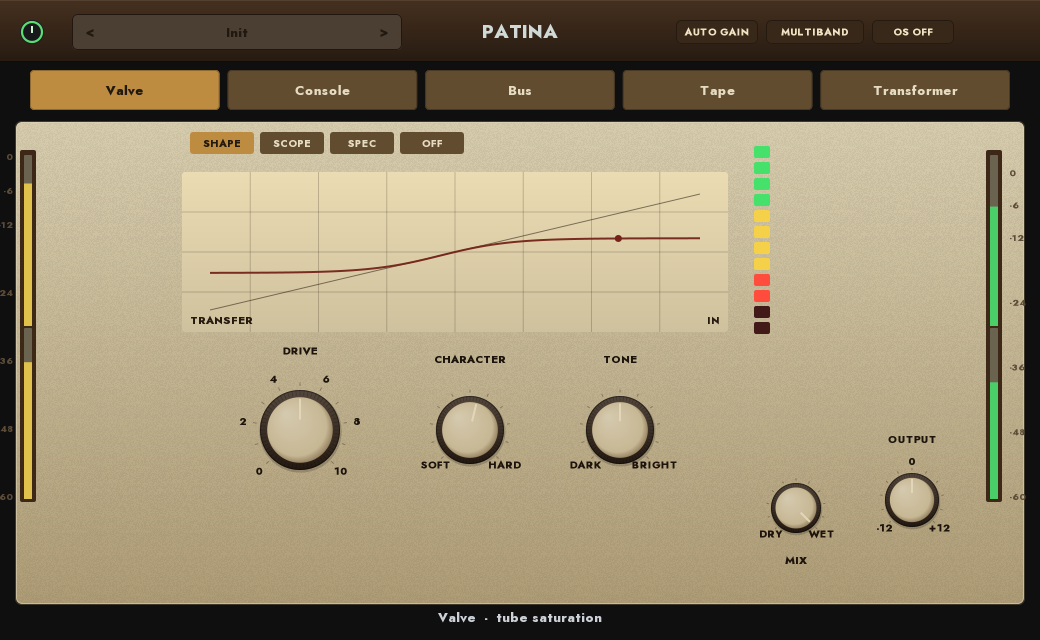 < Init >
PATINA
AUTO GAIN MULTIBAND OS OFF
Valve Console Bus Tape Transformer
SHAPE SCOPE SPEC OFF
0
-6
-12
-24
-36
-48
-60
TRANSFER IN
DRIVE
0 2 4 6 8 10
CHARACTER
SOFT HARD
TONE
DARK BRIGHT
DRY WET
MIX
OUTPUT
0
-12 +12
0
-6
-12
-24
-36
-48
-60
Valve - tube saturation